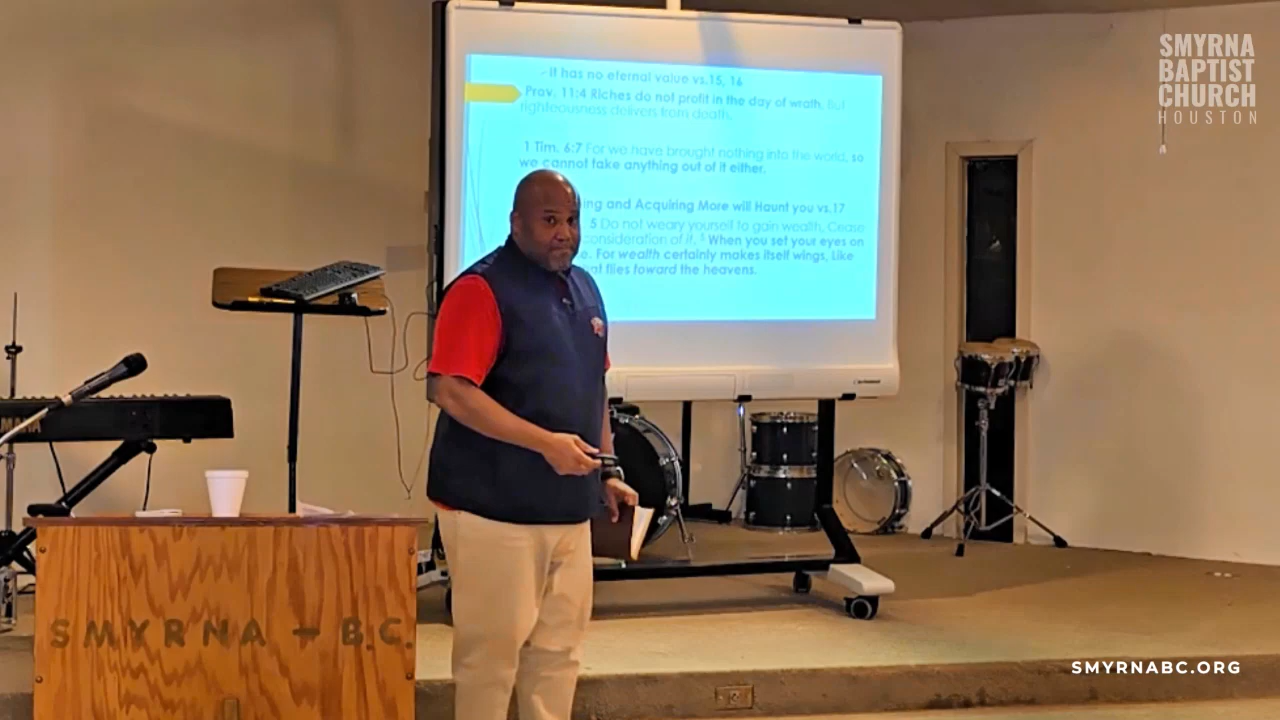 SMYRNA
BAPTIST
CHURCH
HOUSTON
- It has no eternal value vs.15, 16
Prov. 11:4 Riches do not profit in the day of wrath, But
righteousness delivers from death.
1 Tim. 6:7 For we have brought nothing into the world, so
we cannot take anything out of it either.
ing and Acquiring More will Haunt you vs.17
5 Do not weary yourself to gain wealth, Cease
consideration of it. 5 When you set your eyes on
e. For wealth certainly makes itself wings, Like
at flies toward the heavens.
YAMAHA
SMYRNA B.C.
SMYRNABC.ORG